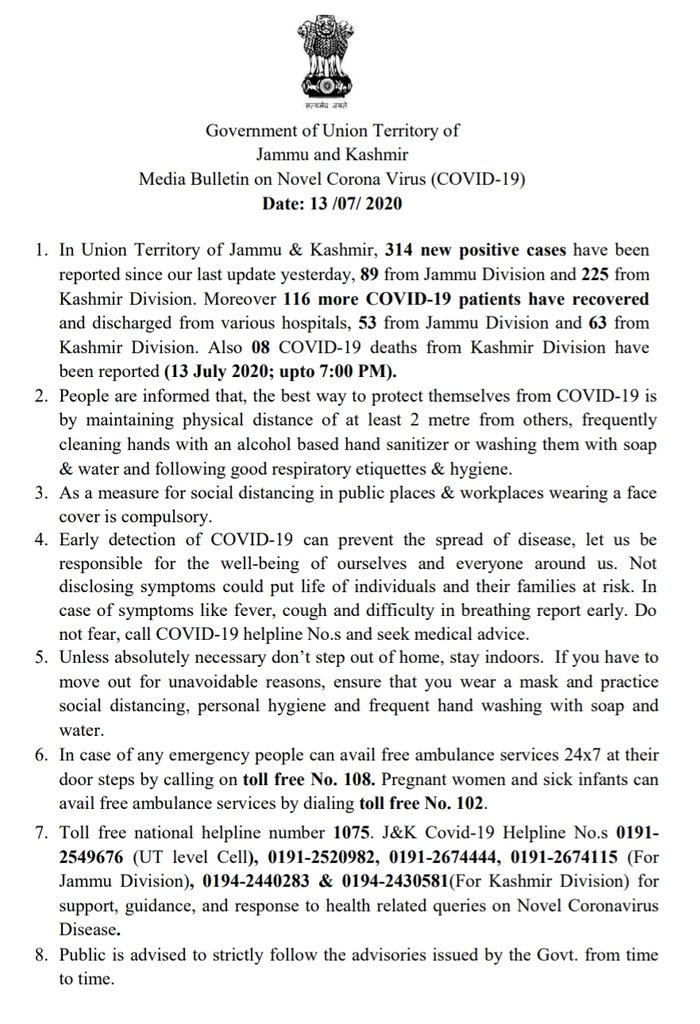 सत्यमेव जयते
Government of Union Territory of
Jammu and Kashmir
Media Bulletin on Novel Corona Virus (COVID-19)
Date: 13 /07/ 2020
1. In Union Territory of Jammu & Kashmir, 314 new positive cases have been
reported since our last update yesterday, 89 from Jammu Division and 225 from
Kashmir Division. Moreover 116 more COVID-19 patients have recovered
and discharged from various hospitals, 53 from Jammu Division and 63 from
Kashmir Division. Also 08 COVID-19 deaths from Kashmir Division have
been reported (13 July 2020; upto 7:00 PM).
2. People are informed that, the best way to protect themselves from COVID-19 is
by maintaining physical distance of at least 2 metre from others, frequently
cleaning hands with an alcohol based hand sanitizer or washing them with soap
& water and following good respiratory etiquettes & hygiene.
3. As a measure for social distancing in public places & workplaces wearing a face
cover is compulsory.
4. Early detection of COVID-19 can prevent the spread of disease, let us be
responsible for the well-being of ourselves and everyone around us. Not
disclosing symptoms could put life of individuals and their families at risk. In
case of symptoms like fever, cough and difficulty in breathing report early. Do
not fear, call COVID-19 helpline No.s and seek medical advice.
5. Unless absolutely necessary don't step out of home, stay indoors. If you have to
move out for unavoidable reasons, ensure that you wear a mask and practice
social distancing, personal hygiene and frequent hand washing with soap and
water.
6. In case of any emergency people can avail free ambulance services 24x7 at their
door steps by calling on toll free No. 108. Pregnant women and sick infants can
avail free ambulance services by dialing toll free No. 102.
7. Toll free national helpline number 1075. J&K Covid-19 Helpline No.s 0191-
2549676 (UT level Cell), 0191-2520982, 0191-2674444, 0191-2674115 (For
Jammu Division), 0194-2440283 & 0194-2430581(For Kashmir Division) for
support, guidance, and response to health related queries on Novel Coronavirus
Disease.
8. Public is advised to strictly follow the advisories issued by the Govt. from time
to time.